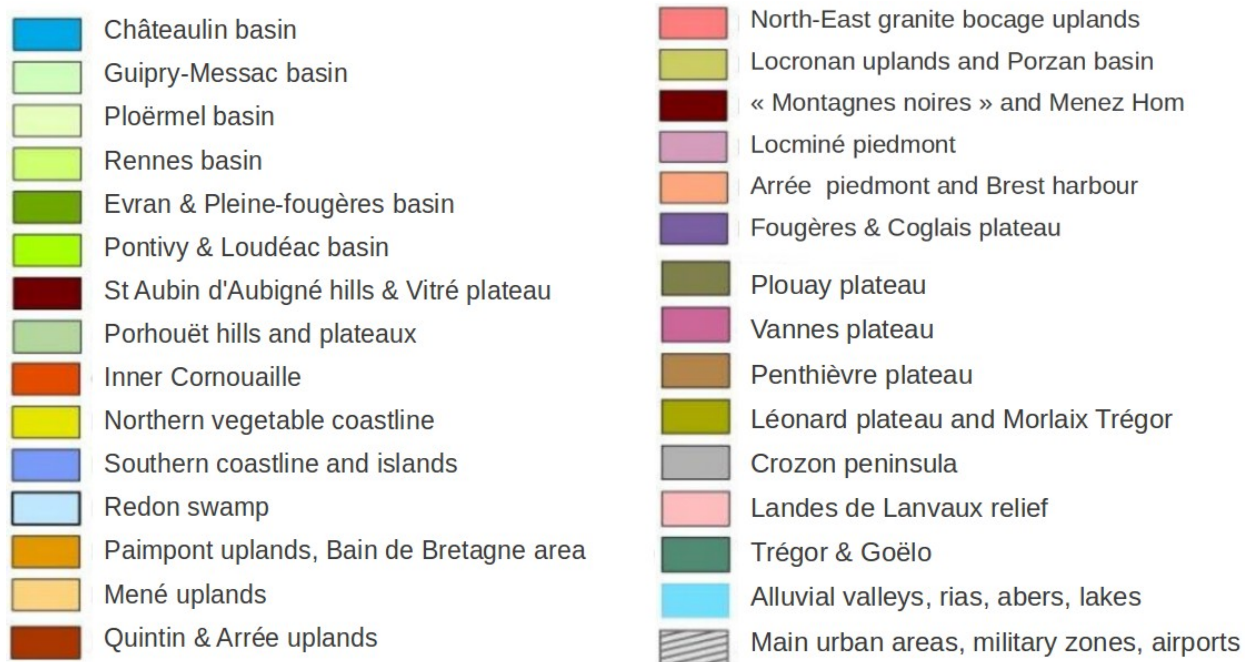 Châteaulin basin
Guipry-Messac basin
Ploërmel basin
Rennes basin
Evran & Pleine-fougères basin
Pontivy & Loudéac basin
St Aubin d'Aubigné hills & Vitré plateau
Porhouët hills and plateaux
Inner Cornouaille
Northern vegetable coastline
Southern coastline and islands
Redon swamp
Paimpont uplands, Bain de Bretagne area
Mené uplands
Quintin & Arrée uplands
North-East granite bocage uplands
Locronan uplands and Porzan basin
« Montagnes noires » and Menez Hom
Locminé piedmont
Arrée piedmont and Brest harbour
Fougères & Coglais plateau
Plouay plateau
Vannes plateau
Penthièvre plateau
Léonard plateau and Morlaix Trégor
Crozon peninsula
Landes de Lanvaux relief
Trégor & Goëlo
Alluvial valleys, rias, abers, lakes
Main urban areas, military zones, airports